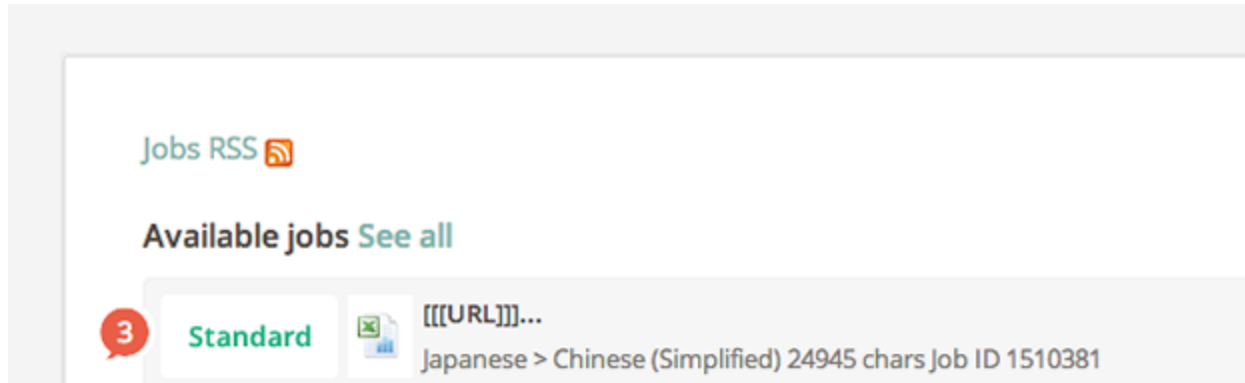 Jobs RSS
Available jobs See all
3
Standard
[[[URL]]]...
Japanese > Chinese (Simplified) 24945 chars Job ID 1510381